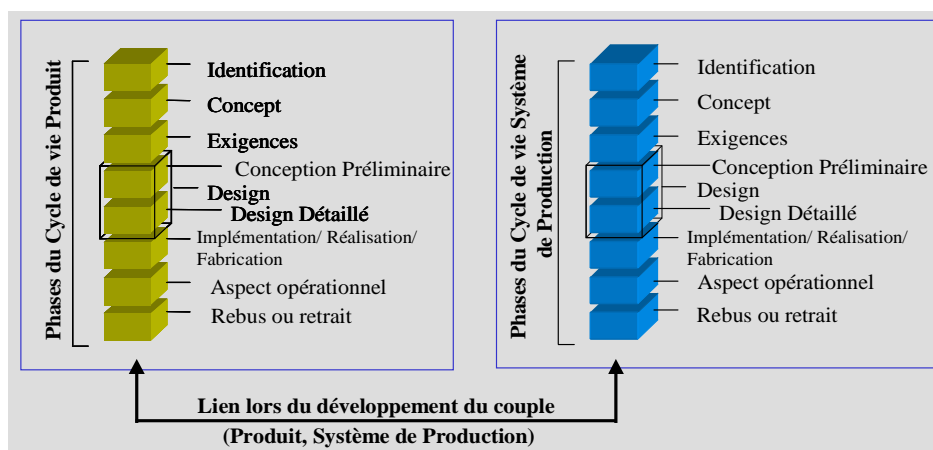 Phases du Cycle de vie Produit
Identification
Concept
Exigences
Conception Préliminaire
Design
Design Détaillé
Implémentation/ Réalisation/
Fabrication
Aspect opérationnel
Rebus ou retrait
Phases du Cycle de vie Système
de Production
Identification
Concept
Exigences
Conception Préliminaire
Design
Design Détaillé
Implémentation/ Réalisation/
Fabrication
Aspect opérationnel
Rebus ou retrait
Lien lors du développement du couple
(Produit, Système de Production)